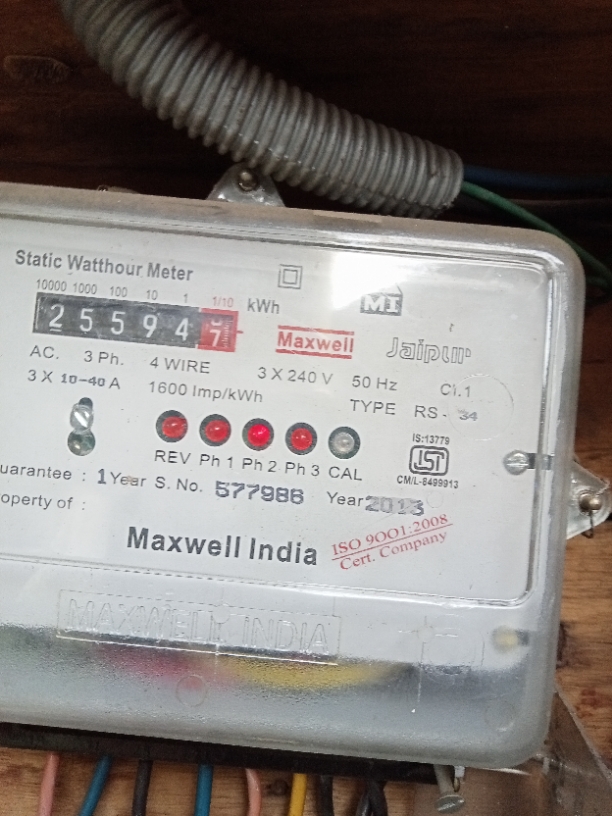 Static Watthour Meter
10000 1000 100 10 1 1/10 kWh
2 5 5 9 4 7
Maxwell
MI
Jaipur
AC. 3 Ph. 4 WIRE
3 X 10-40 A
3 X 240 V 50 Hz Cl.1
1600 Imp/kWh
TYPE RS - 34
REV Ph 1 Ph 2 Ph 3 CAL
IS:13779
ISI
CM/L-8499913
uarantee : 1 Year S. No. 577986 Year 2013
operty of :
Maxwell India
ISO 9001:2008
Cert. Company
MAXWELL INDIA